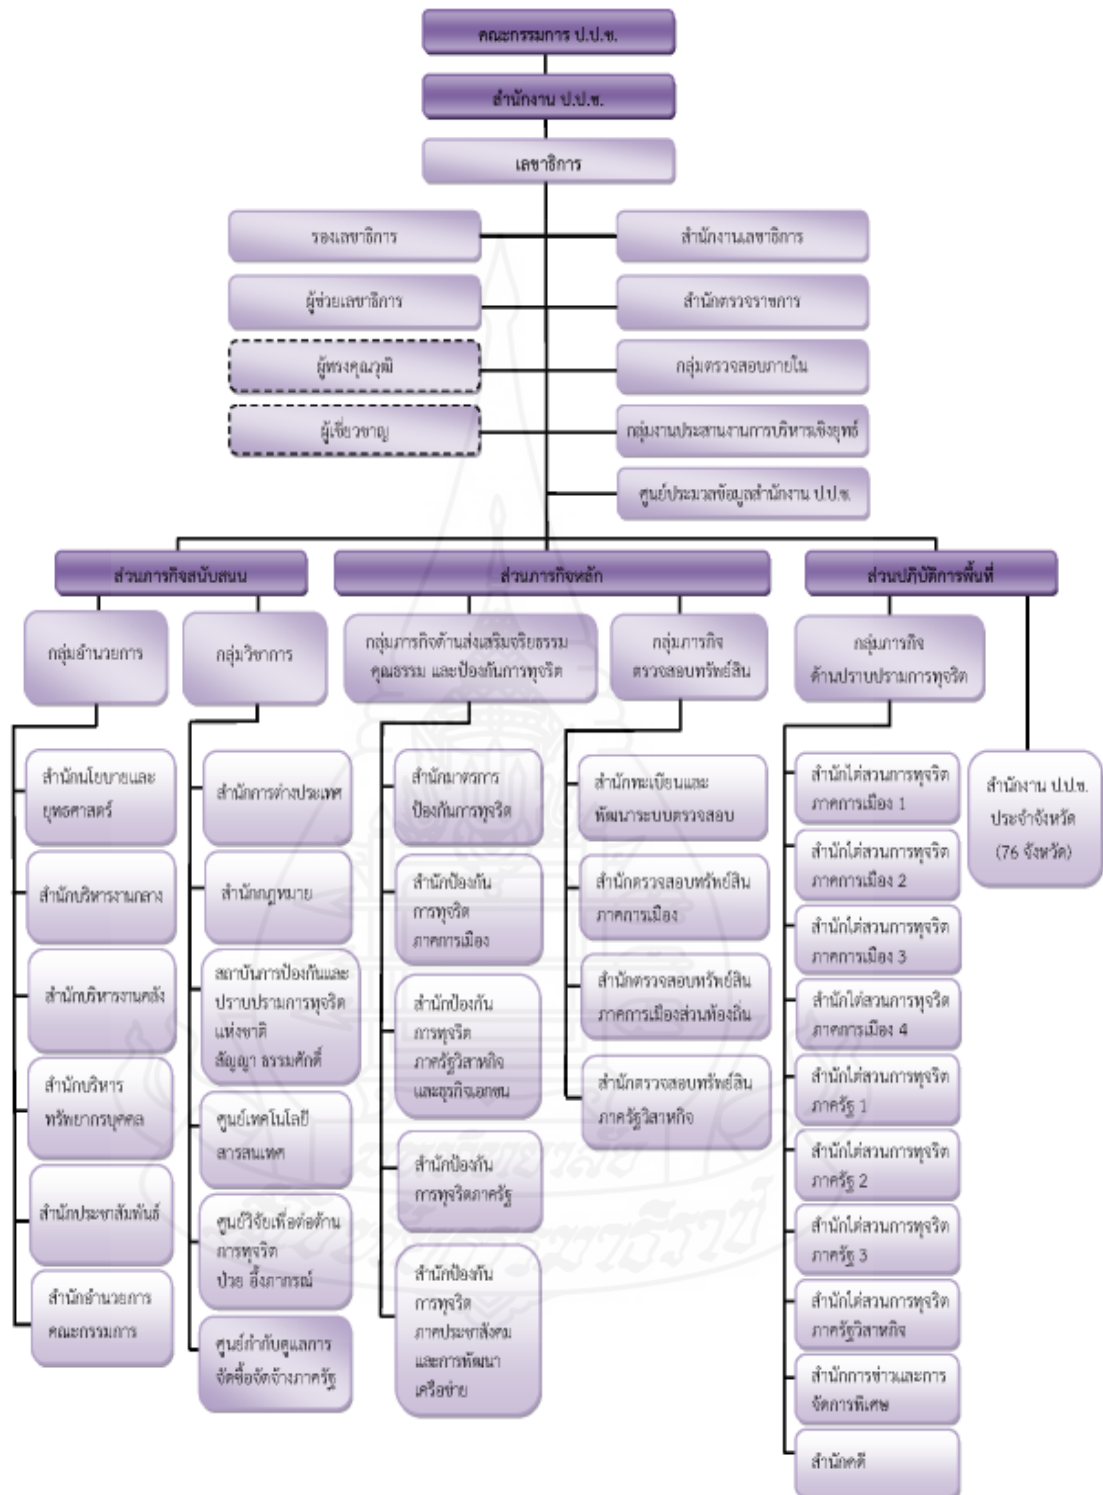 คณะกรรมการ ป.ป.ช.
สำนักงาน ป.ป.ช.
เลขาธิการ
รองเลขาธิการ
สำนักงานเลขาธิการ
ผู้ช่วยเลขาธิการ
สำนักตรวจราชการ
ผู้ทรงคุณวุฒิ
กลุ่มตรวจสอบภายใน
ผู้เชี่ยวชาญ
กลุ่มงานประสานงานการบริหารเชิงยุทธ์
ศูนย์ประมวลข้อมูลสำนักงาน ป.ป.ช.
ส่วนภารกิจสนับสนุน
ส่วนภารกิจหลัก
ส่วนปฏิบัติการพื้นที่
กลุ่มอำนวยการ
กลุ่มวิชาการ
กลุ่มภารกิจด้านส่งเสริมจริยธรรม
คุณธรรม และป้องกันการทุจริต
กลุ่มภารกิจ
ตรวจสอบทรัพย์สิน
กลุ่มภารกิจ
ด้านปราบปรามการทุจริต
สำนักนโยบายและ
ยุทธศาสตร์
สำนักบริหารงานกลาง
สำนักบริหารงานคลัง
สำนักบริหาร
ทรัพยากรบุคคล
สำนักประชาสัมพันธ์
สำนักอำนวยการ
คณะกรรมการ
สำนักการต่างประเทศ
สำนักกฎหมาย
สถาบันการป้องกันและ
ปราบปรามการทุจริต
แห่งชาติ
สัญญา ธรรมศักดิ์
ศูนย์เทคโนโลยี
สารสนเทศ
ศูนย์วิจัยเพื่อต่อต้าน
การทุจริต
ป๋วย อึ๊งภากรณ์
ศูนย์กำกับดูแลการ
จัดซื้อจัดจ้างภาครัฐ
สำนักมาตรการ
ป้องกันการทุจริต
สำนักป้องกัน
การทุจริต
ภาคการเมือง
สำนักป้องกัน
การทุจริต
ภาครัฐวิสาหกิจ
และธุรกิจเอกชน
สำนักป้องกัน
การทุจริตภาครัฐ
สำนักป้องกัน
การทุจริต
ภาคประชาสังคม
และการพัฒนา
เครือข่าย
สำนักทะเบียนและ
พัฒนาระบบตรวจสอบ
สำนักตรวจสอบทรัพย์สิน
ภาคการเมือง
สำนักตรวจสอบทรัพย์สิน
ภาคการเมืองส่วนท้องถิ่น
สำนักตรวจสอบทรัพย์สิน
ภาครัฐวิสาหกิจ
สำนักไต่สวนการทุจริต
ภาคการเมือง 1
สำนักไต่สวนการทุจริต
ภาคการเมือง 2
สำนักไต่สวนการทุจริต
ภาคการเมือง 3
สำนักไต่สวนการทุจริต
ภาคการเมือง 4
สำนักไต่สวนการทุจริต
ภาครัฐ 1
สำนักไต่สวนการทุจริต
ภาครัฐ 2
สำนักไต่สวนการทุจริต
ภาครัฐ 3
สำนักไต่สวนการทุจริต
ภาครัฐวิสาหกิจ
สำนักการข่าวและการ
จัดการพิเศษ
สำนักคดี
สำนักงาน ป.ป.ช.
ประจำจังหวัด
(76 จังหวัด)
มหาวิทยาลัย
สุโขทัยธรรมาธิราช